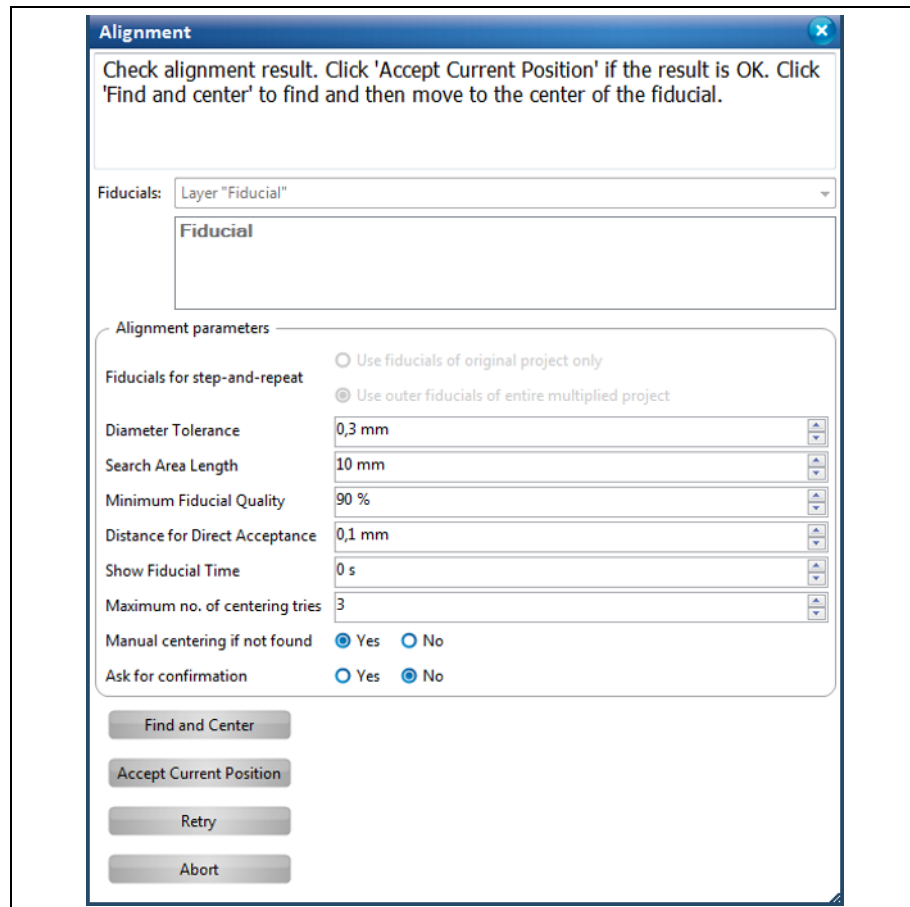 Alignment
Check alignment result. Click 'Accept Current Position' if the result is OK. Click
'Find and center' to find and then move to the center of the fiducial.
Fiducials: Layer "Fiducial"
Fiducial
Alignment parameters
Fiducials for step-and-repeat
Use fiducials of original project only
Use outer fiducials of entire multiplied project
Diameter Tolerance 0,3 mm
Search Area Length 10 mm
Minimum Fiducial Quality 90 %
Distance for Direct Acceptance 0,1 mm
Show Fiducial Time 0 s
Maximum no. of centering tries 3
Manual centering if not found Yes No
Ask for confirmation Yes No
Find and Center
Accept Current Position
Retry
Abort